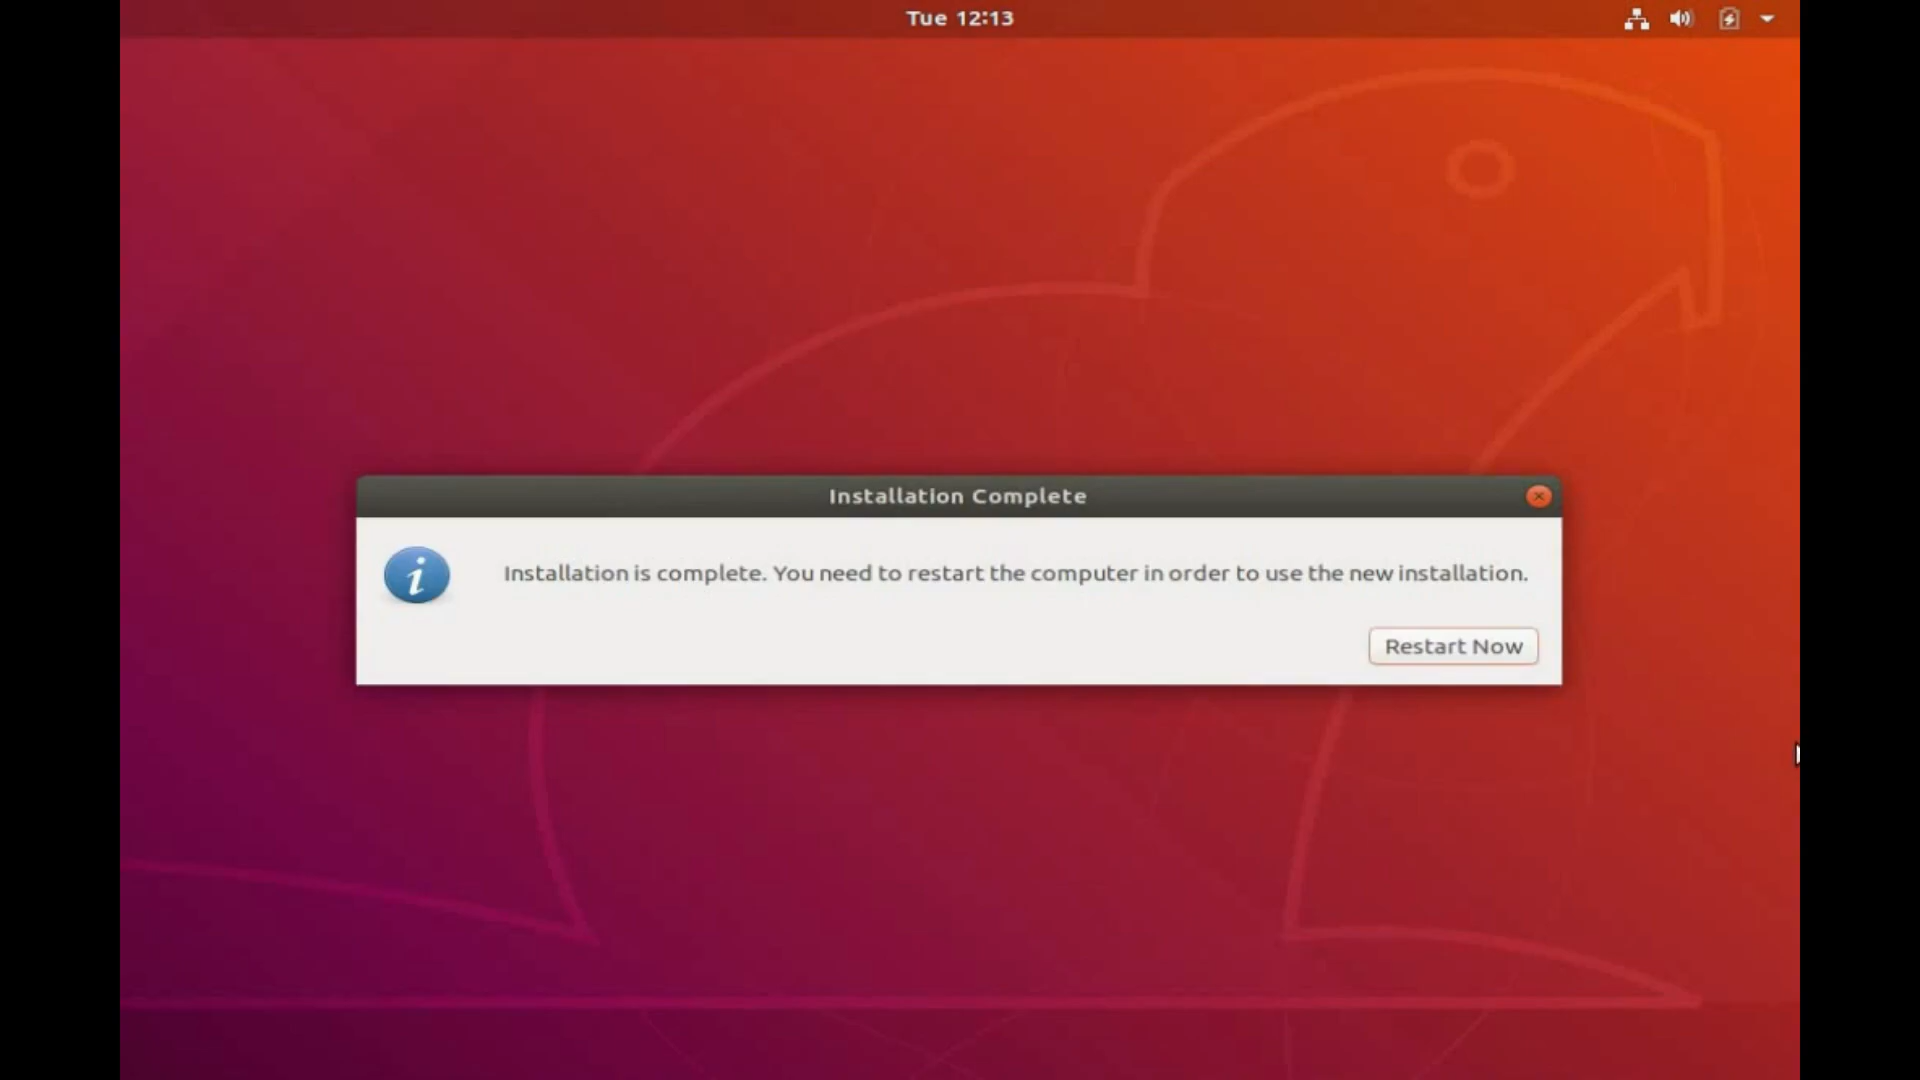 Tue 12:13
Installation Complete
Installation is complete. You need to restart the computer in order to use the new installation.
Restart Now